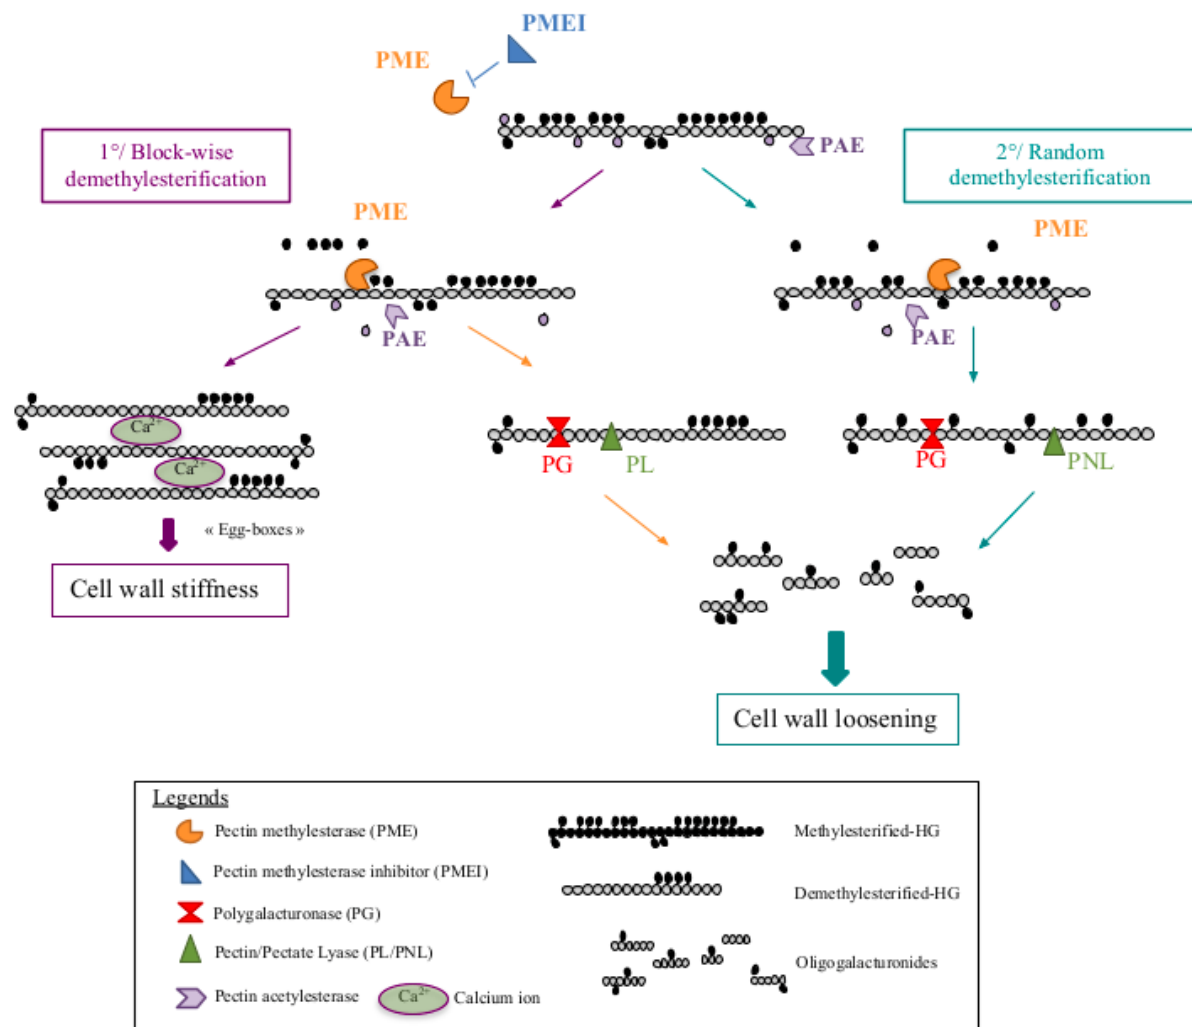 PMEI
PME
PAE
1°/ Block-wise
demethylesterification
2°/ Random
demethylesterification
PME
PAE
PME
PAE
Ca²⁺
Ca²⁺
« Egg-boxes »
Cell wall stiffness
PG
PL
PG
PNL
Cell wall loosening
Legends
Pectin methylesterase (PME)
Pectin methylesterase inhibitor (PMEI)
Polygalacturonase (PG)
Pectin/Pectate Lyase (PL/PNL)
Pectin acetylesterase
Ca²⁺
Calcium ion
Methylesterified-HG
Demethylesterified-HG
Oligogalacturonides